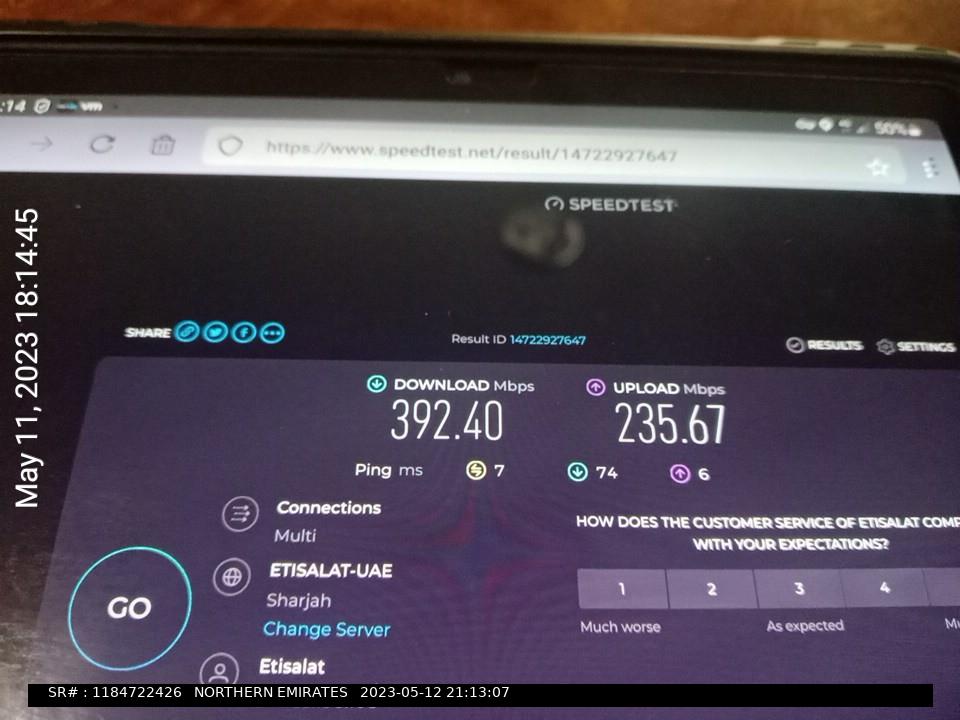 :14 vm
50%
https://www.speedtest.net/result/14722927647
SPEEDTEST
SHARE
Result ID 14722927647
RESULTS
SETTINGS
DOWNLOAD Mbps
392.40
UPLOAD Mbps
235.67
Ping ms 7 74 6
Connections
Multi
ETISALAT-UAE
Sharjah
Change Server
Etisalat
GO
HOW DOES THE CUSTOMER SERVICE OF ETISALAT COMP
WITH YOUR EXPECTATIONS?
1 2 3 4
Much worse As expected Mu
May 11, 2023 18:14:45
SR# : 1184722426 NORTHERN EMIRATES 2023-05-12 21:13:07